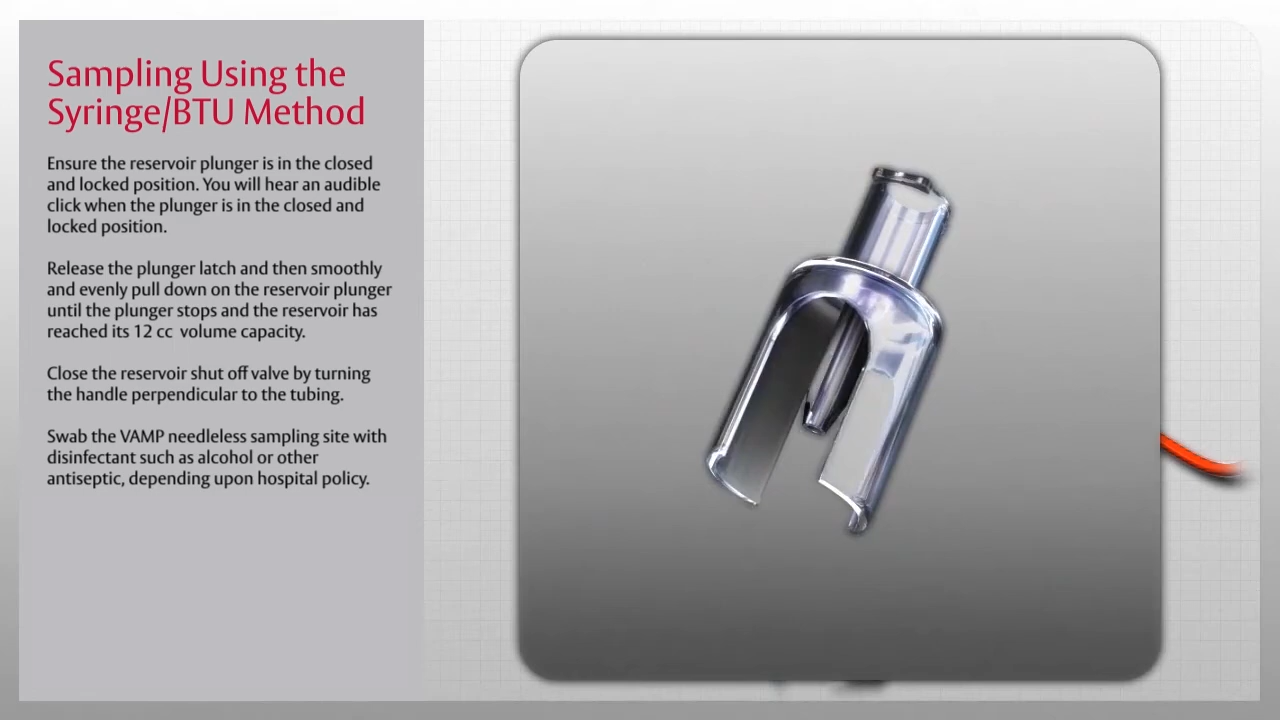 Sampling Using the
Syringe/BTU Method
Ensure the reservoir plunger is in the closed
and locked position. You will hear an audible
click when the plunger is in the closed and
locked position.
Release the plunger latch and then smoothly
and evenly pull down on the reservoir plunger
until the plunger stops and the reservoir has
reached its 12 cc volume capacity.
Close the reservoir shut off valve by turning
the handle perpendicular to the tubing.
Swab the VAMP needleless sampling site with
disinfectant such as alcohol or other
antiseptic, depending upon hospital policy.